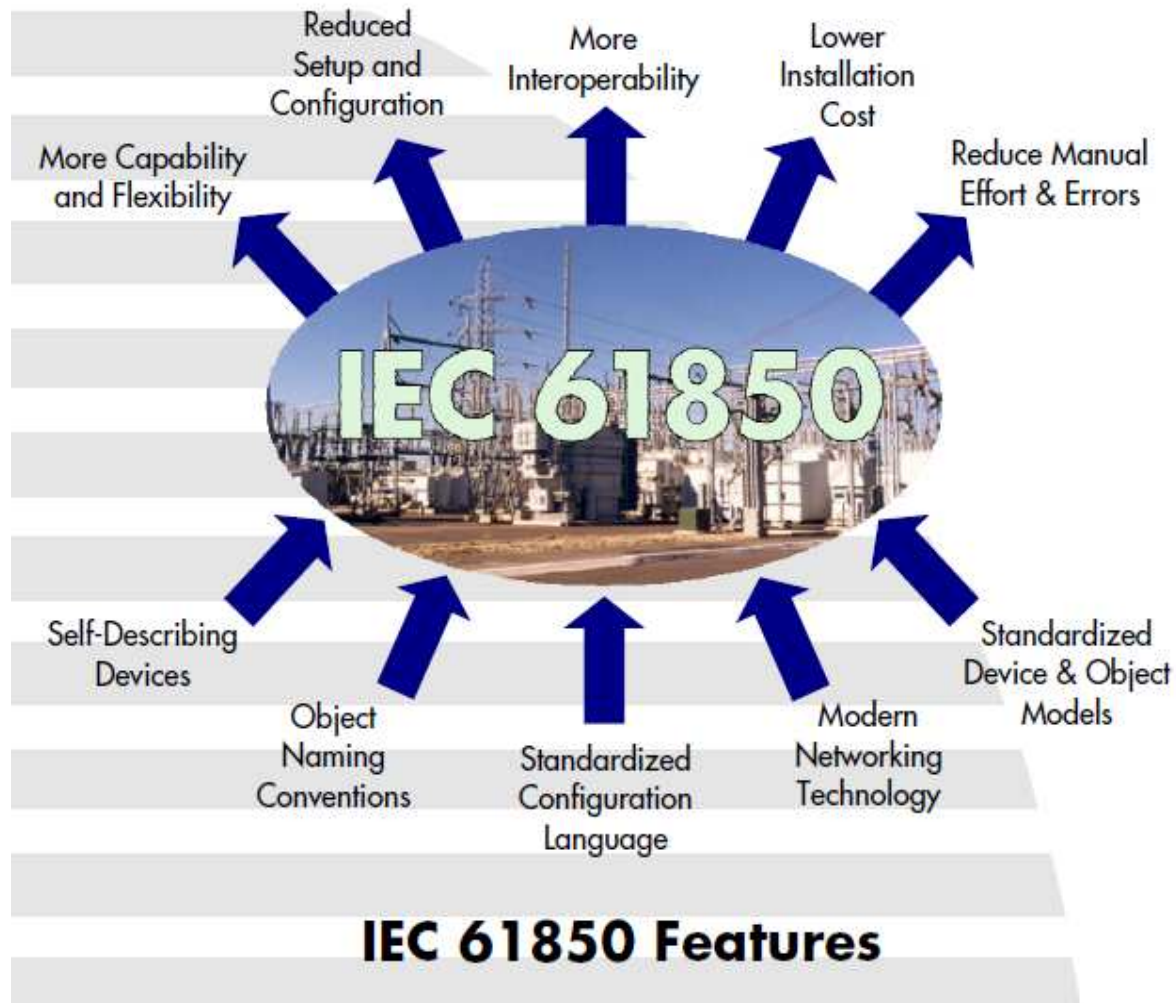 Reduced
Setup and
Configuration
More
Interoperability
Lower
Installation
Cost
More Capability
and Flexibility
Reduce Manual
Effort & Errors
IEC 61850
Self-Describing
Devices
Object
Naming
Conventions
Standardized
Configuration
Language
Modern
Networking
Technology
Standardized
Device & Object
Models
IEC 61850 Features